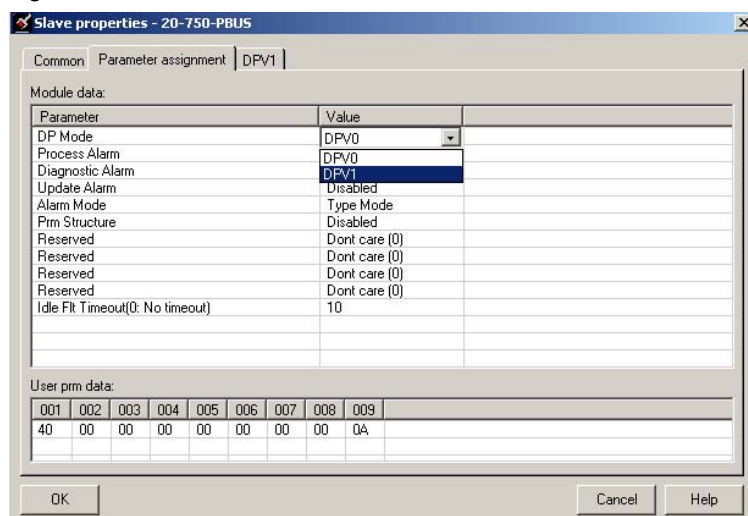 Slave properties - 20-750-PBUS
Common Parameter assignment DPV1
Module data:
Parameter Value
DP Mode DPV0
Process Alarm DPV0
Diagnostic Alarm DPV1
Update Alarm Disabled
Alarm Mode Type Mode
Prm Structure Disabled
Reserved Dont care (0)
Reserved Dont care (0)
Reserved Dont care (0)
Reserved Dont care (0)
Idle Flt Timeout(0: No timeout) 10
User prm data:
001 002 003 004 005 006 007 008 009
40 00 00 00 00 00 00 00 0A
OK Cancel Help